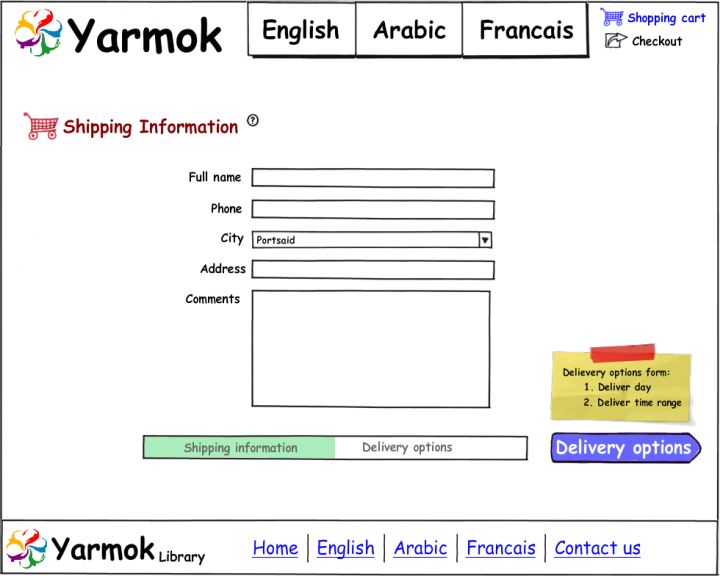 Yarmok
English
Arabic
Francais
Shopping cart
Checkout
Shipping Information ?
Full name
Phone
City
Portsaid
Address
Comments
Delievery options form:
1. Deliver day
2. Deliver time range
Shipping information
Delivery options
Delivery options
Yarmok Library
Home
English
Arabic
Francais
Contact us